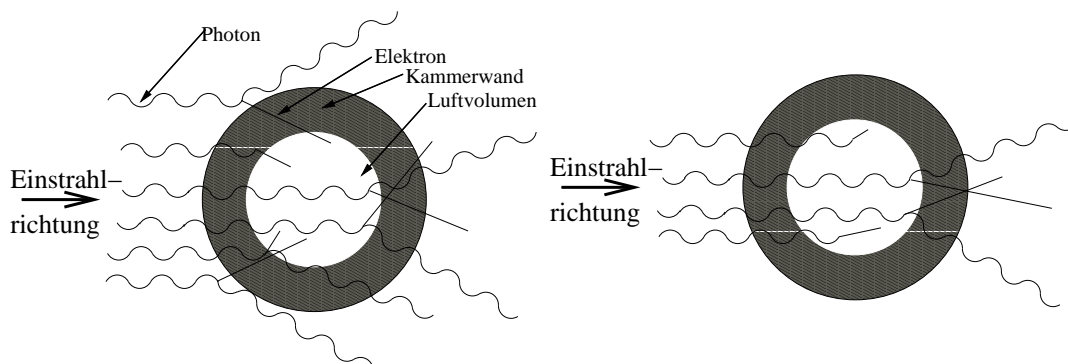 Photon
Elektron
Kammerwand
Luftvolumen
Einstrahl–
richtung
Einstrahl–
richtung